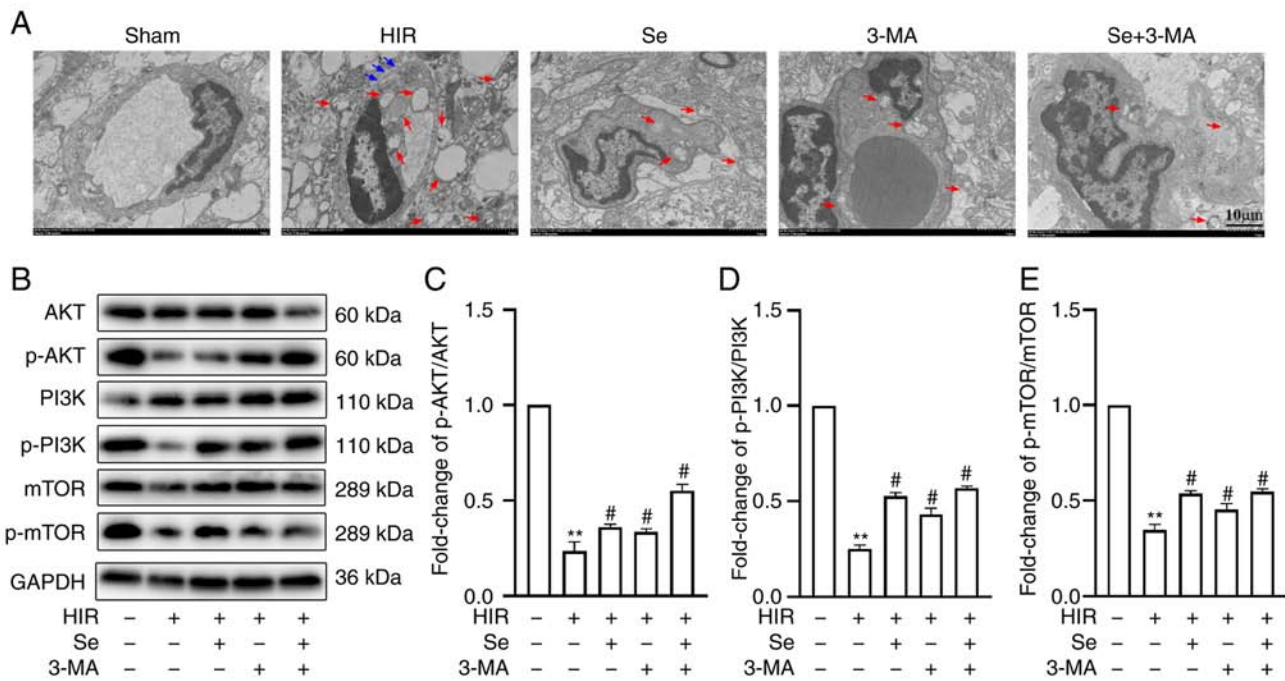 A
Sham
HIR
Se
3-MA
Se+3-MA
10μm
B
AKT
60 kDa
p-AKT
60 kDa
PI3K
110 kDa
p-PI3K
110 kDa
mTOR
289 kDa
p-mTOR
289 kDa
GAPDH
36 kDa
HIR – + + + +
Se – – + – +
3-MA – – – + +
C
Fold-change of p-AKT/AKT
1.5
1.0
0.5
0.0
**
#
#
#
HIR – + + + +
Se – – + – +
3-MA – – – + +
D
Fold-change of p-PI3K/PI3K
1.5
1.0
0.5
0.0
**
#
#
#
HIR – + + + +
Se – – + – +
3-MA – – – + +
E
Fold-change of p-mTOR/mTOR
1.5
1.0
0.5
0.0
**
#
#
#
HIR – + + + +
Se – – + – +
3-MA – – – + +